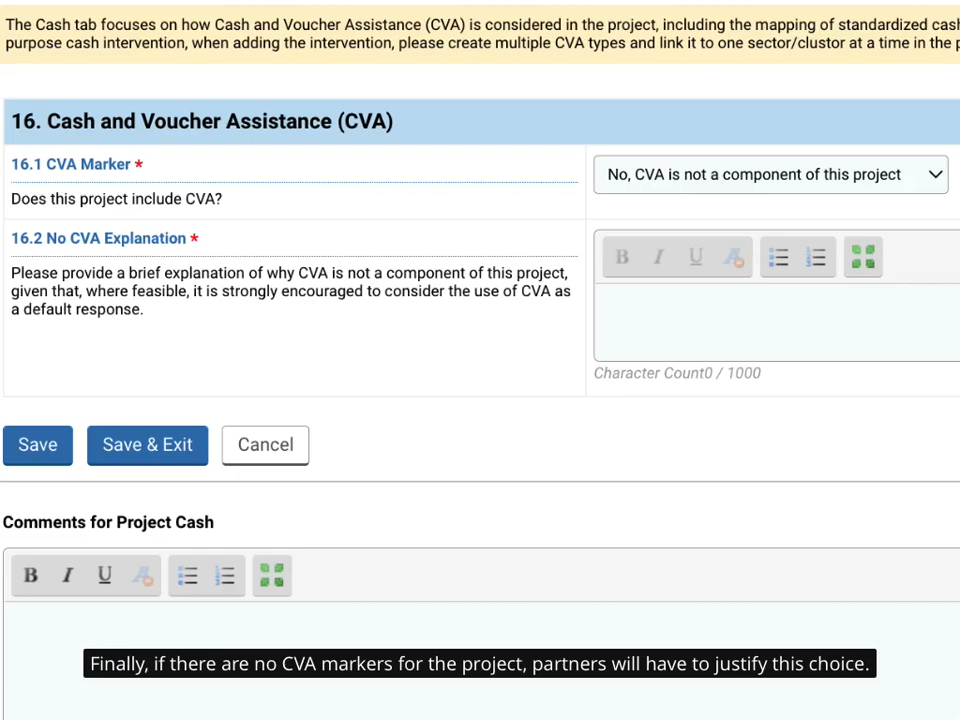 The Cash tab focuses on how Cash and Voucher Assistance (CVA) is considered in the project, including the mapping of standardized cash
purpose cash intervention, when adding the intervention, please create multiple CVA types and link it to one sector/clustor at a time in the
16. Cash and Voucher Assistance (CVA)
16.1 CVA Marker *
No, CVA is not a component of this project
Does this project include CVA?
16.2 No CVA Explanation *
B I U
Please provide a brief explanation of why CVA is not a component of this project,
given that, where feasible, it is strongly encouraged to consider the use of CVA as
a default response.
Character Count0 / 1000
Save Save & Exit Cancel
Comments for Project Cash
B I U
Finally, if there are no CVA markers for the project, partners will have to justify this choice.